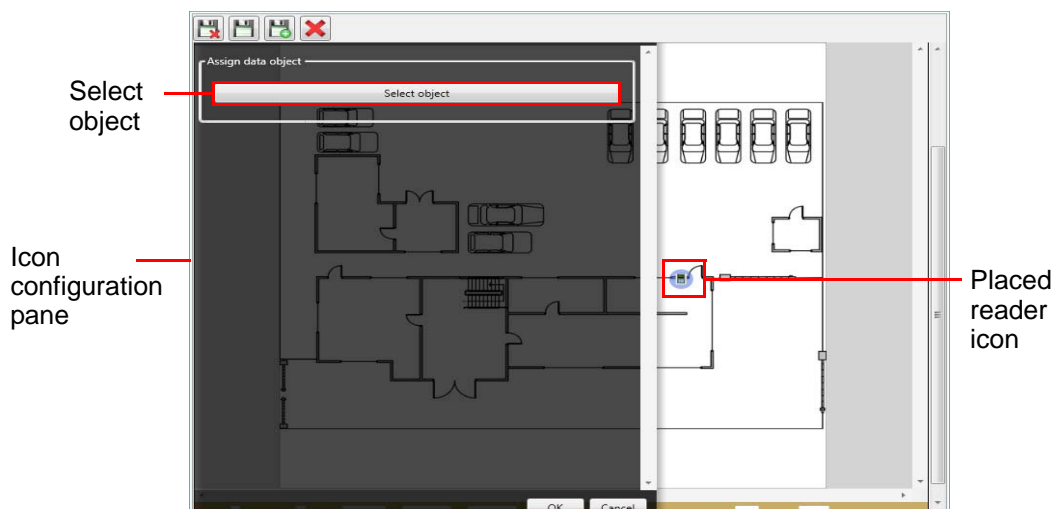 Assign data object
Select object
Select
object
Icon
configuration
pane
Placed
reader
icon
OK
Cancel